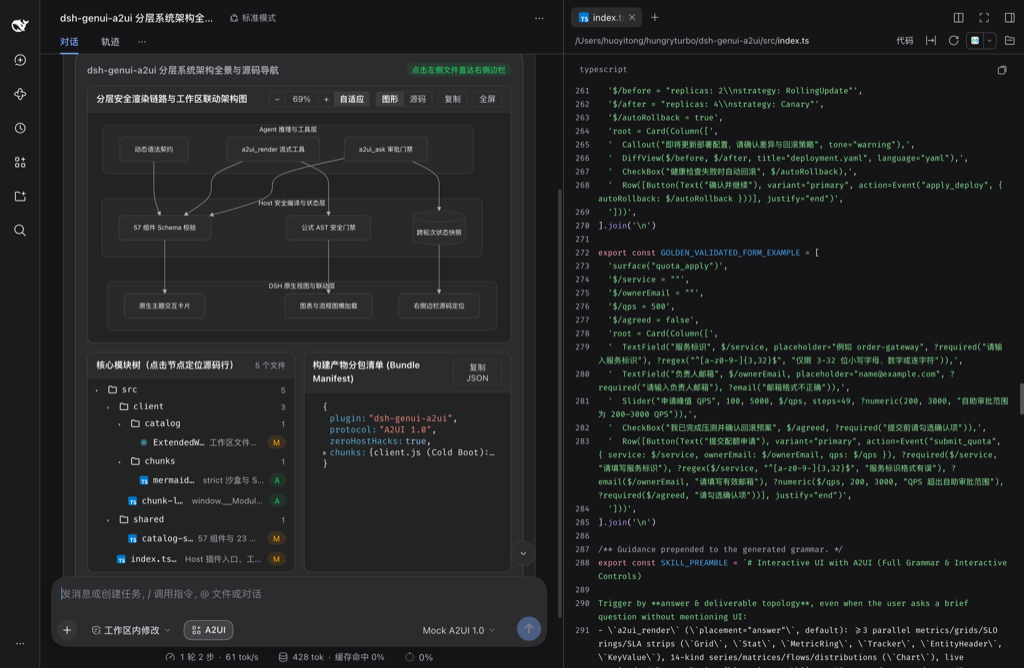 dsh-genui-a2ui 分层系统架构全...
标准模式
对话
轨迹
dsh-genui-a2ui 分层系统架构全景与源码导航
点击左侧文件直达右侧边栏
分层安全渲染链路与工作区联动架构图
− 69% + 自适应 图形 源码 复制 全屏
Agent 推理与工具层
动态语法契约
a2ui_render 流式工具
a2ui_ask 审批门禁
Host 安全编译与状态层
57 组件 Schema 校验
公式 AST 安全门禁
跨轮次状态快照
DSH 原生视图与联动层
原生主题交互卡片
图表与流程图懒加载
右侧边栏源码定位
核心模块树（点击节点定位源码行）
5 个文件
src 5
client 3
catalog 1
ExtendedW... 工作区文件... M
chunks 1
mermaid... strict 沙盒与 S... A
chunk-l... window.__Modul... A
shared 1
catalog-s... 57 组件与 23 ... M
index.ts... Host 插件入口、工... M
构建产物分包清单（Bundle
Manifest)
复制
JSON
{
plugin: "dsh-genui-a2ui",
protocol: "A2UI 1.0",
zeroHostHacks: true,
chunks: {client.js (Cold Boot):...
}
发消息或创建任务, / 调用指令, @ 文件或对话
工作区内修改
A2UI
Mock A2UI 1.0
1 轮 2 步 · 61 tok/s
428 tok · 缓存命中 0%
0%
TS index.t
/Users/huoyitong/hungryturbo/dsh-genui-a2ui/src/index.ts
代码
typescript
261 '$/before = "replicas: 2\\nstrategy: RollingUpdate"',
262 '$/after = "replicas: 4\\nstrategy: Canary"',
263 '$/autoRollback = true',
264 'root = Card(Column([',
265 '  Callout("即将更新部署配置, 请确认差异与回滚策略", tone="warning"),',
266 '  DiffView($/before, $/after, title="deployment.yaml", language="yaml"),',
267 '  CheckBox("健康检查失败时自动回滚", $/autoRollback),',
268 '  Row([Button(Text("确认并继续"), variant="primary", action=Event("apply_deploy", {
autoRollback: $/autoRollback }))], justify="end")',
269 ']))',
270 ].join('\n')
271
272 export const GOLDEN_VALIDATED_FORM_EXAMPLE = [
273 'surface("quota_apply")',
274 '$/service = ""',
275 '$/ownerEmail = ""',
276 '$/qps = 500',
277 '$/agreed = false',
278 'root = Card(Column([',
279 '  TextField("服务标识", $/service, placeholder="例如 order-gateway", ?required("请输
入服务标识"), ?regex("^[a-z0-9-]{3,32}$", "仅限 3-32 位小写字母、数字或连字符")),',
280 '  TextField("负责人邮箱", $/ownerEmail, placeholder="name@example.com", ?
required("请输入负责人邮箱"), ?email("邮箱格式不正确")),',
281 '  Slider("申请峰值 QPS", 100, 5000, $/qps, steps=49, ?numeric(200, 3000, "自助审批范围
为 200-3000 QPS")),',
282 '  CheckBox("我已完成压测并确认回滚预案", $/agreed, ?required("提交前请勾选确认项")),',
283 '  Row([Button(Text("提交配额申请"), variant="primary", action=Event("submit_quota",
{ service: $/service, ownerEmail: $/ownerEmail, qps: $/qps }), ?required($/service,
"请填写服务标识"), ?regex($/service, "^[a-z0-9-]{3,32}$", "服务标识格式有误"), ?
email($/ownerEmail, "请填写有效邮箱"), ?numeric($/qps, 200, 3000, "QPS 超出自助审批范围"),
?required($/agreed, "请勾选确认项"))], justify="end")',
284 ']))',
285 ].join('\n')
286
287 /** Guidance prepended to the generated grammar. */
288 export const SKILL_PREAMBLE = `# Interactive UI with A2UI (Full Grammar & Interactive
Controls)
289
290 Trigger by **answer & deliverable topology**, even when the user asks a brief
question without mentioning UI:
291 - \`a2ui_render\` (\`placement="answer"\`, default): ≥3 parallel metrics/grids/SLO
rings/SLA strips (\`Grid\`, \`Stat\`, \`MetricRing\`, \`Tracker\`, \`EntityHeader\`,
\`KeyValue\`), 14-kind series/matrices/flows/distributions (\`Chart\`), live